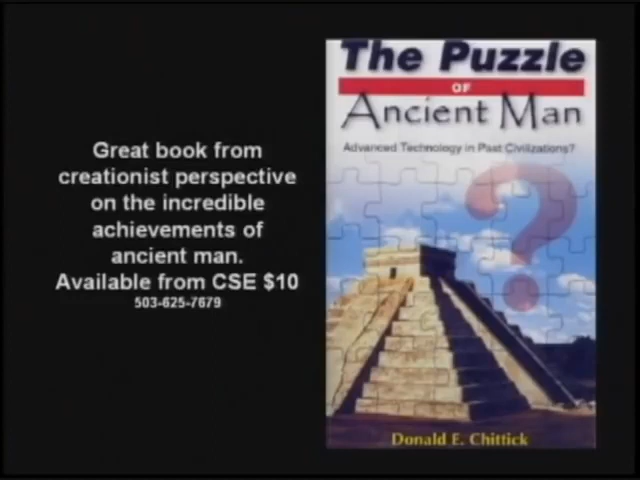 Great book from
creationist perspective
on the incredible
achievements of
ancient man.
Available from CSE $10
503-625-7679
The Puzzle
OF
Ancient Man
Advanced Technology in Past Civilizations?
Donald E. Chittick